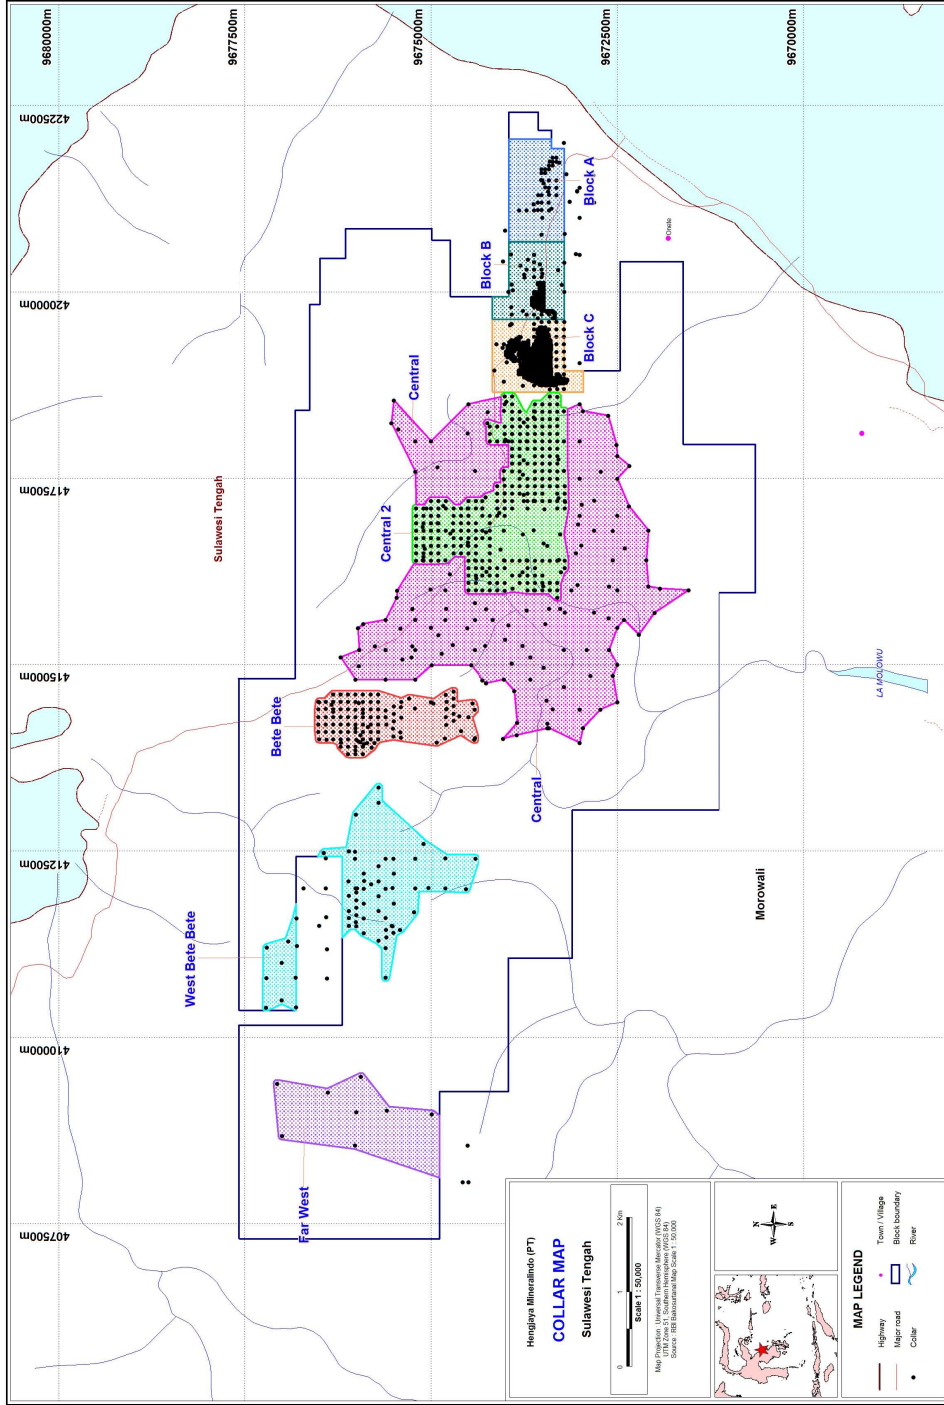 9680000m
9677500m
9675000m
9672500m
9670000m
422500m
420000m
417500m
415000m
412500m
410000m
407500m
Block A
Block B
Block C
Central
Central 2
Bete Bete
Central
West Bete Bete
Far West
Sulawesi Tengah
Morowali
Onete
LA MOLOWU
Hengjaya Mineralindo (PT)
COLLAR MAP
Sulawesi Tengah
0 1 2 Km
Scale 1 : 50,000
Map Projection : Universal Transverse Mercator (WGS 84)
UTM Zone 51, Southern Hemisphere (WGS 84)
Source : RBI Bakosurtanal Map Scale 1 : 50.000
N
E
S
W
MAP LEGEND
Highway
Major road
Collar
Town / Village
Block boundary
River